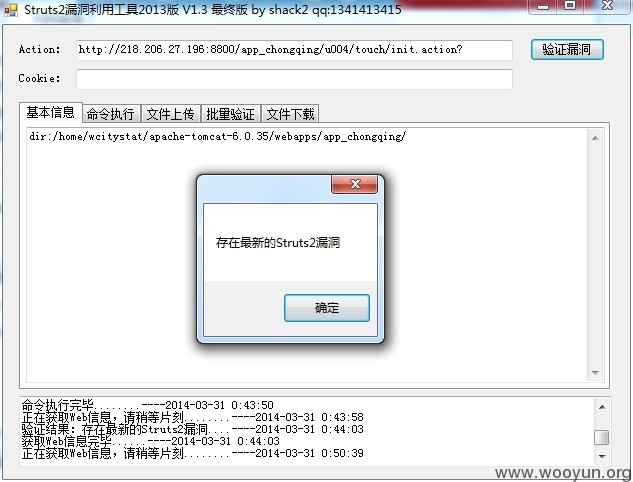 Struts2漏洞利用工具2013版 V1.3 最终版 by shack2 qq:1341413415
Action: http://218.206.27.196:8800/app_chongqing/u004/touch/init.action? 验证漏洞
Cookie:
基本信息 命令执行 文件上传 批量验证 文件下载
dir:/home/wcitystat/apache-tomcat-6.0.35/webapps/app_chongqing/
存在最新的Struts2漏洞
确定
命令执行完毕........----2014-03-31 0:43:50
正在获取Web信息，请稍等片刻........----2014-03-31 0:43:58
验证结果：存在最新的Struts2漏洞....----2014-03-31 0:44:03
获取Web信息完毕......----2014-03-31 0:44:03
正在获取Web信息，请稍等片刻........----2014-03-31 0:50:39
www.wooyun.org